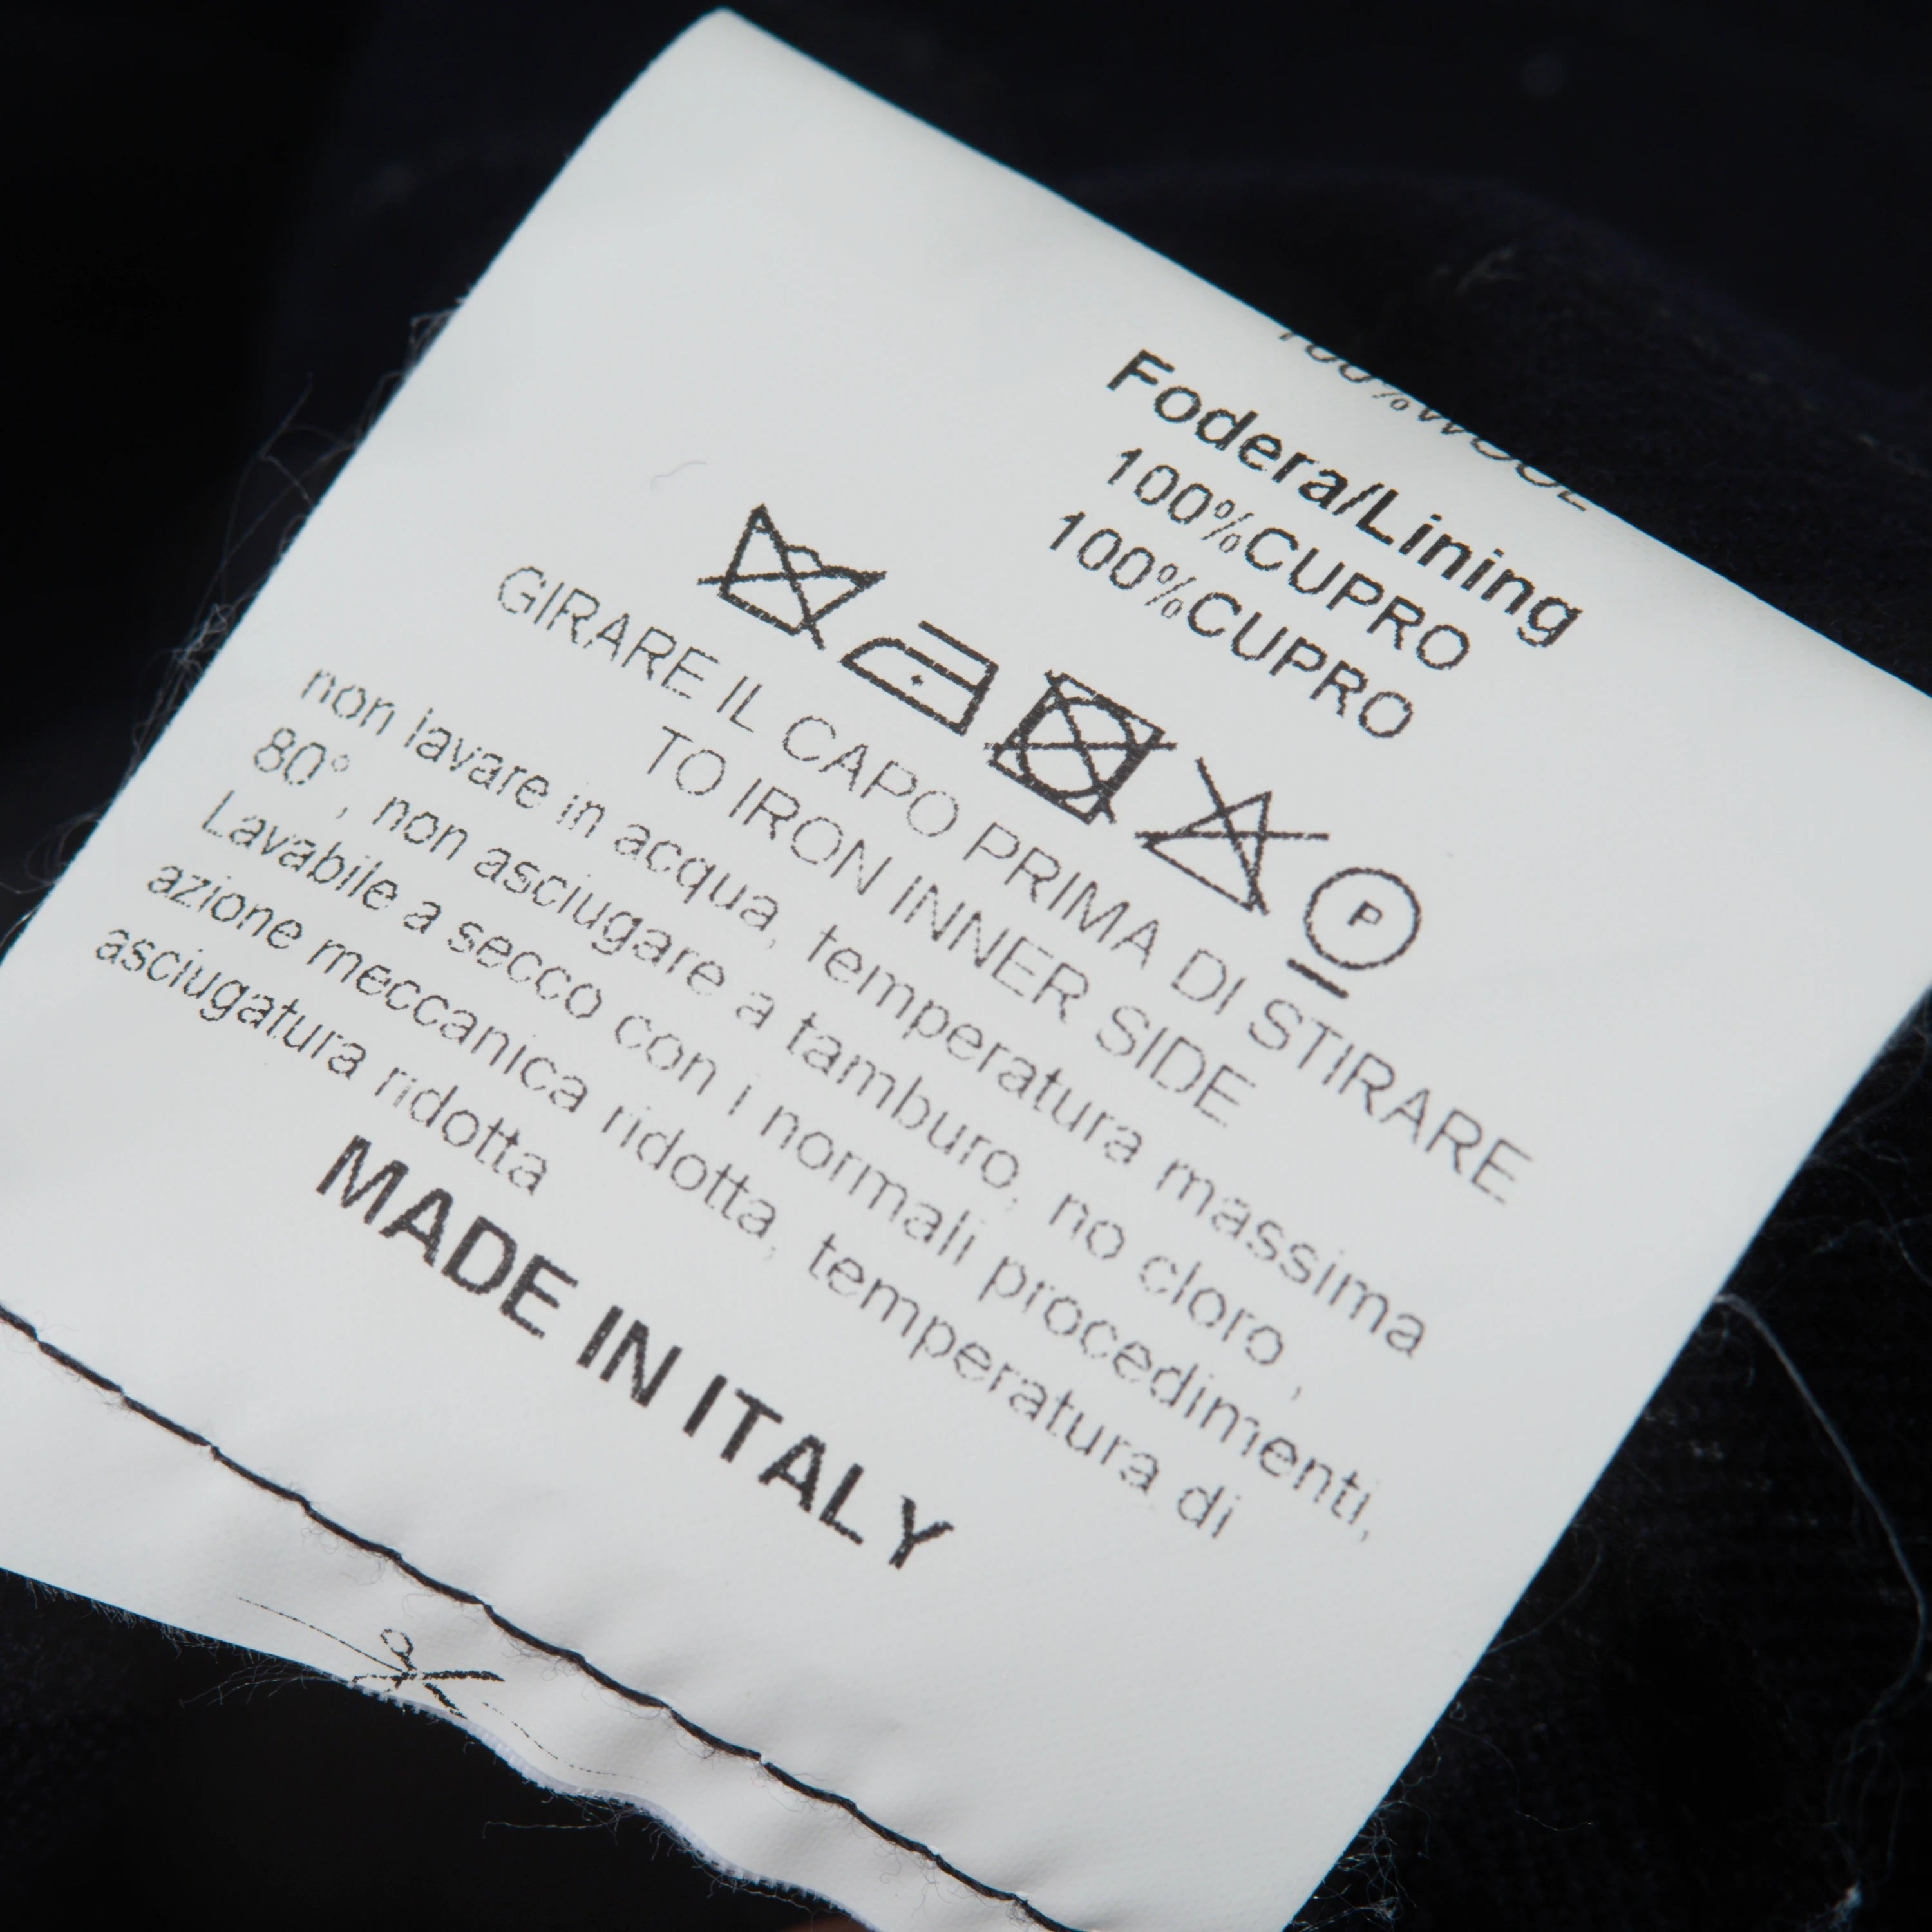 100%WOOL
Fodera/Lining
100%CUPRO
100%CUPRO
P
GIRARE IL CAPO PRIMA DI STIRARE
TO IRON INNER SIDE
non lavare in acqua, temperatura massima
80° , non asciugare a tamburo, no cloro ,
Lavabile a secco con i normali procedimenti,
azione meccanica ridotta, temperatura di
asciugatura ridotta
MADE IN ITALY